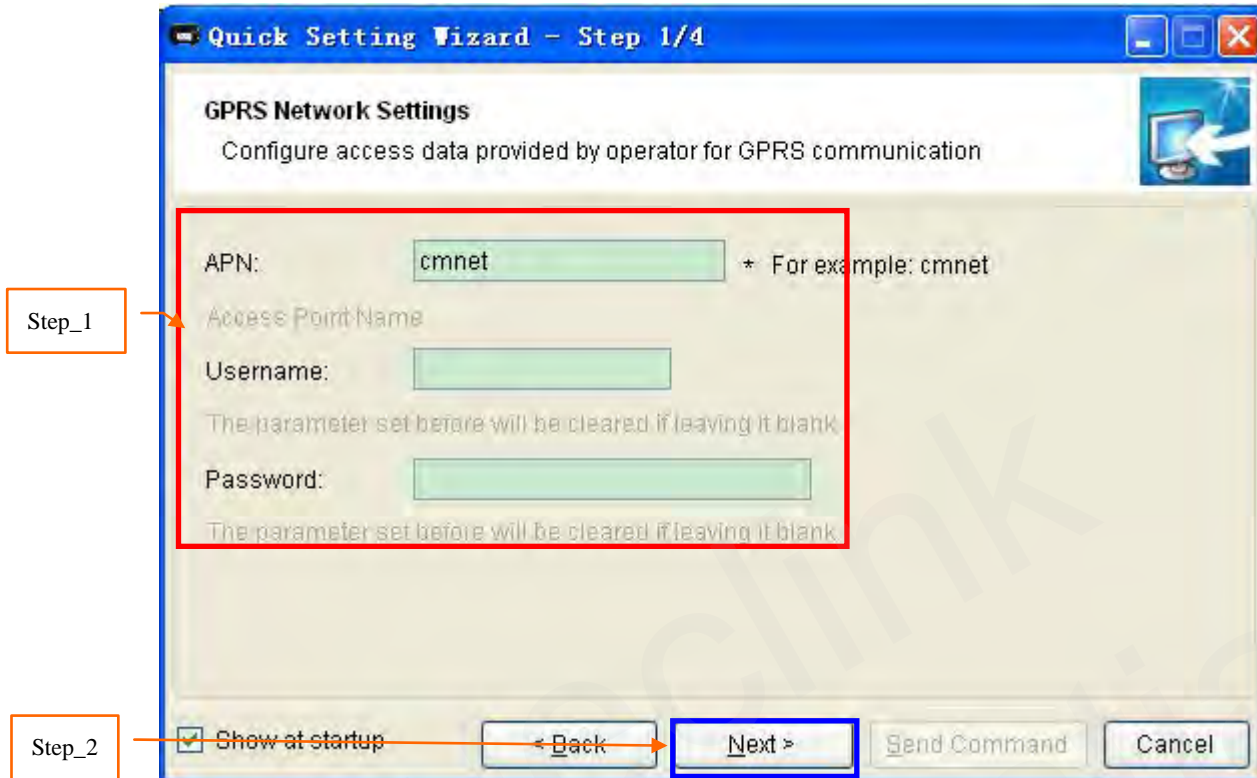 Quick Setting Wizard - Step 1/4
GPRS Network Settings
Configure access data provided by operator for GPRS communication
APN: cmnet * For example: cmnet
Step_1
Access Point Name
Username:
The parameter set before will be cleared if leaving it blank
Password:
The parameter set before will be cleared if leaving it blank
Step_2
Show at startup < Back Next > Send Command Cancel